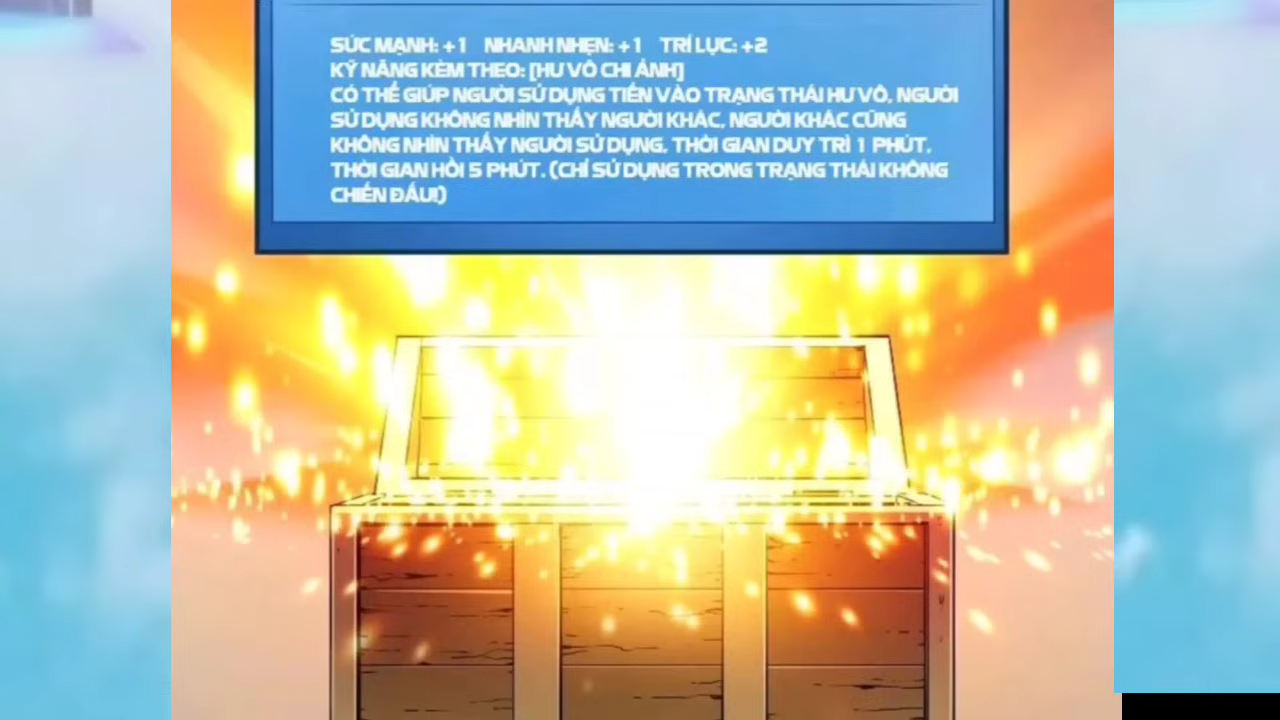 SỨC MẠNH: +1 NHANH NHẸN: +1 TRÍ LỰC: +2
KỸ NĂNG KÈM THEO: [HƯ VÔ CHI ẢNH]
CÓ THỂ GIÚP NGƯỜI SỬ DỤNG TIẾN VÀO TRẠNG THÁI HƯ VÔ, NGƯỜI
SỬ DỤNG KHÔNG NHÌN THẤY NGƯỜI KHÁC, NGƯỜI KHÁC CŨNG
KHÔNG NHÌN THẤY NGƯỜI SỬ DỤNG. THỜI GIAN DUY TRÌ 1 PHÚT,
THỜI GIAN HỒI 5 PHÚT. (CHỈ SỬ DỤNG TRONG TRẠNG THÁI KHÔNG
CHIẾN ĐẤU!)